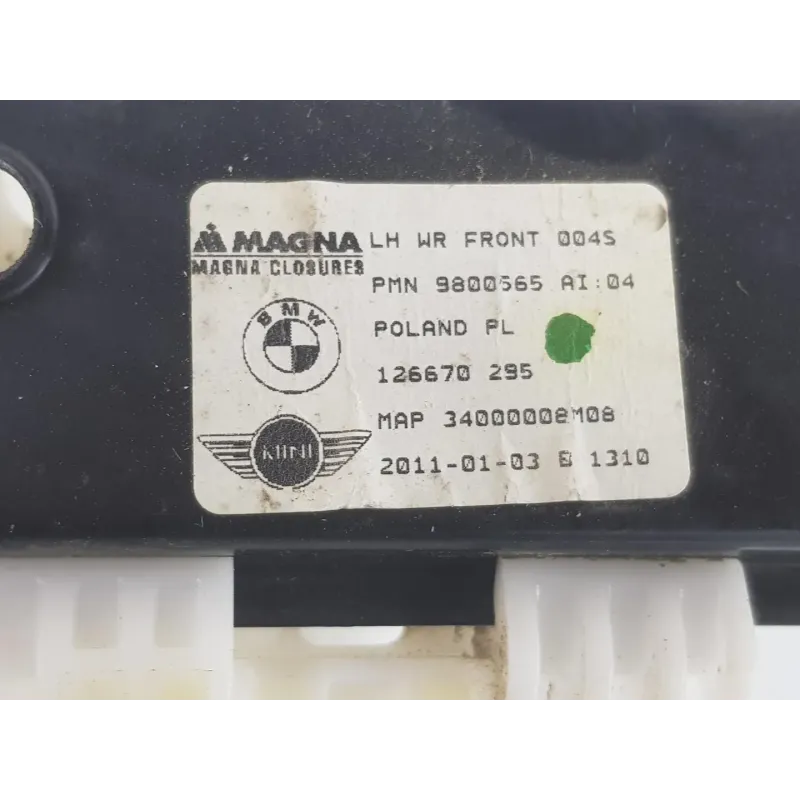 MAGNA LH WR FRONT 004S
MAGNA CLOSURES
PMN 9800565 AI:04
BMW
POLAND PL
126670 295
MAP 34000008M08
MINI
2011-01-03 B 1310